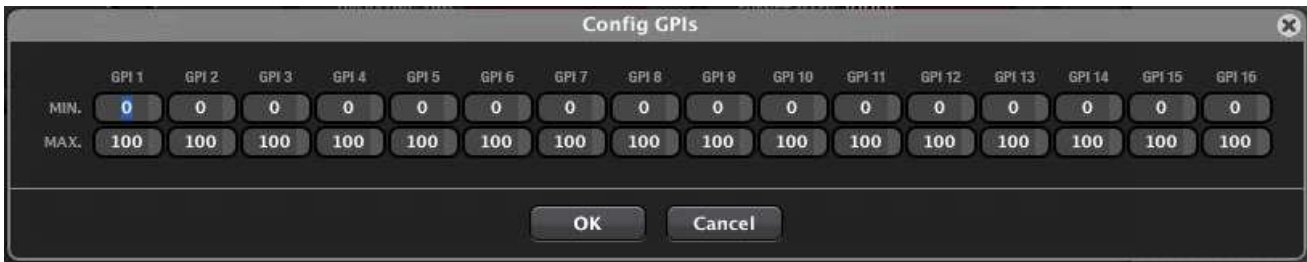 Config GPIs
GPI 1 GPI 2 GPI 3 GPI 4 GPI 5 GPI 6 GPI 7 GPI 8 GPI 9 GPI 10 GPI 11 GPI 12 GPI 13 GPI 14 GPI 15 GPI 16
MIN. 0 0 0 0 0 0 0 0 0 0 0 0 0 0 0 0
MAX. 100 100 100 100 100 100 100 100 100 100 100 100 100 100 100 100
OK Cancel